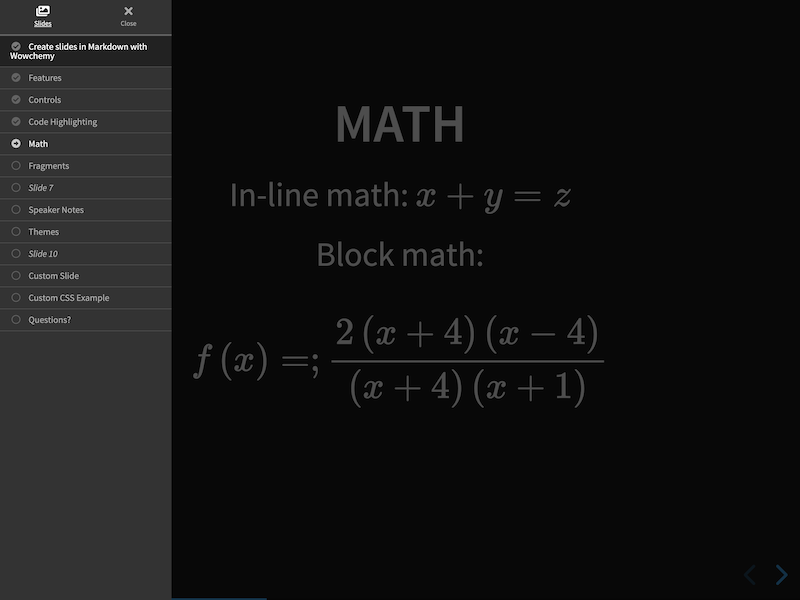 Slides
Close
Create slides in Markdown with
Wowchemy
Features
Controls
Code Highlighting
Math
Fragments
Slide 7
Speaker Notes
Themes
Slide 10
Custom Slide
Custom CSS Example
Questions?
MATH
In-line math: x + y = z
Block math:
f (x) =; \frac{2 (x + 4) (x − 4)}{(x + 4) (x + 1)}